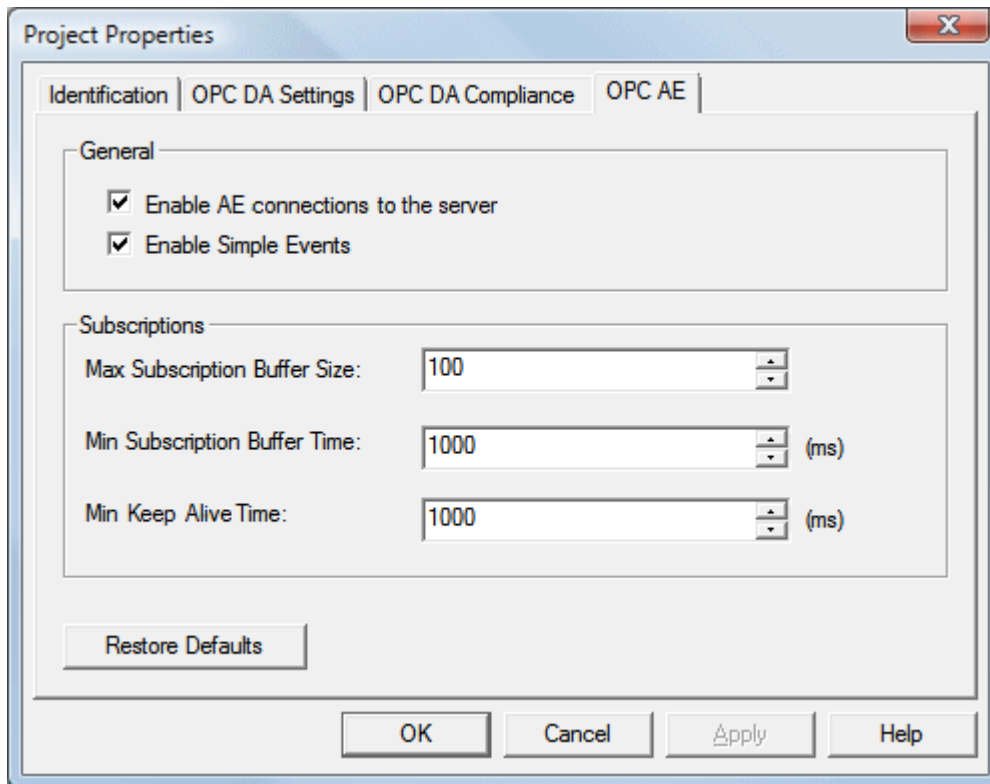 Project Properties
Identification OPC DA Settings OPC DA Compliance OPC AE
General
Enable AE connections to the server
Enable Simple Events
Subscriptions
Max Subscription Buffer Size: 100
Min Subscription Buffer Time: 1000 (ms)
Min Keep Alive Time: 1000 (ms)
Restore Defaults
OK Cancel Apply Help